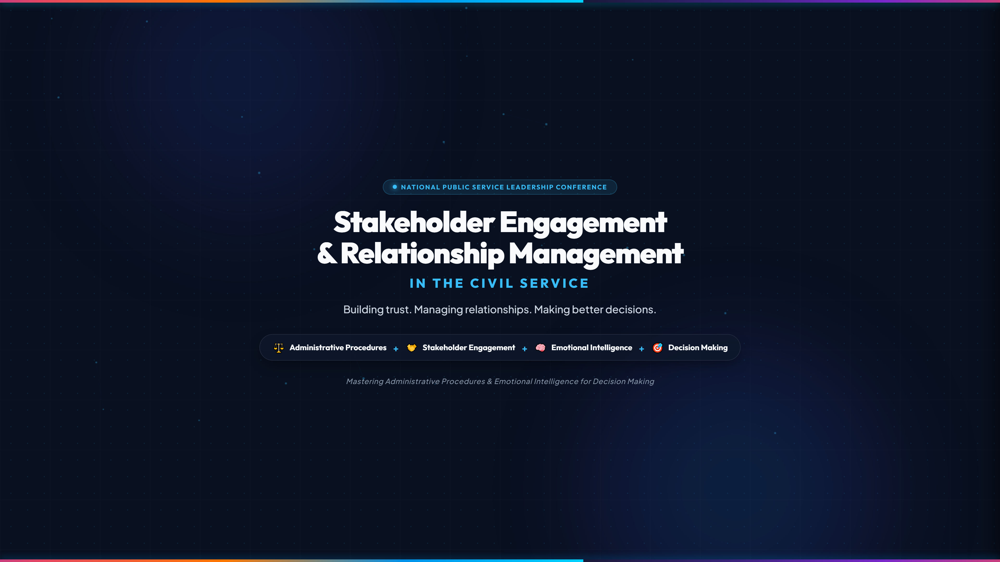 NATIONAL PUBLIC SERVICE LEADERSHIP CONFERENCE
Stakeholder Engagement
& Relationship Management
IN THE CIVIL SERVICE
Building trust. Managing relationships. Making better decisions.
Administrative Procedures + Stakeholder Engagement + Emotional Intelligence + Decision Making
Mastering Administrative Procedures & Emotional Intelligence for Decision Making